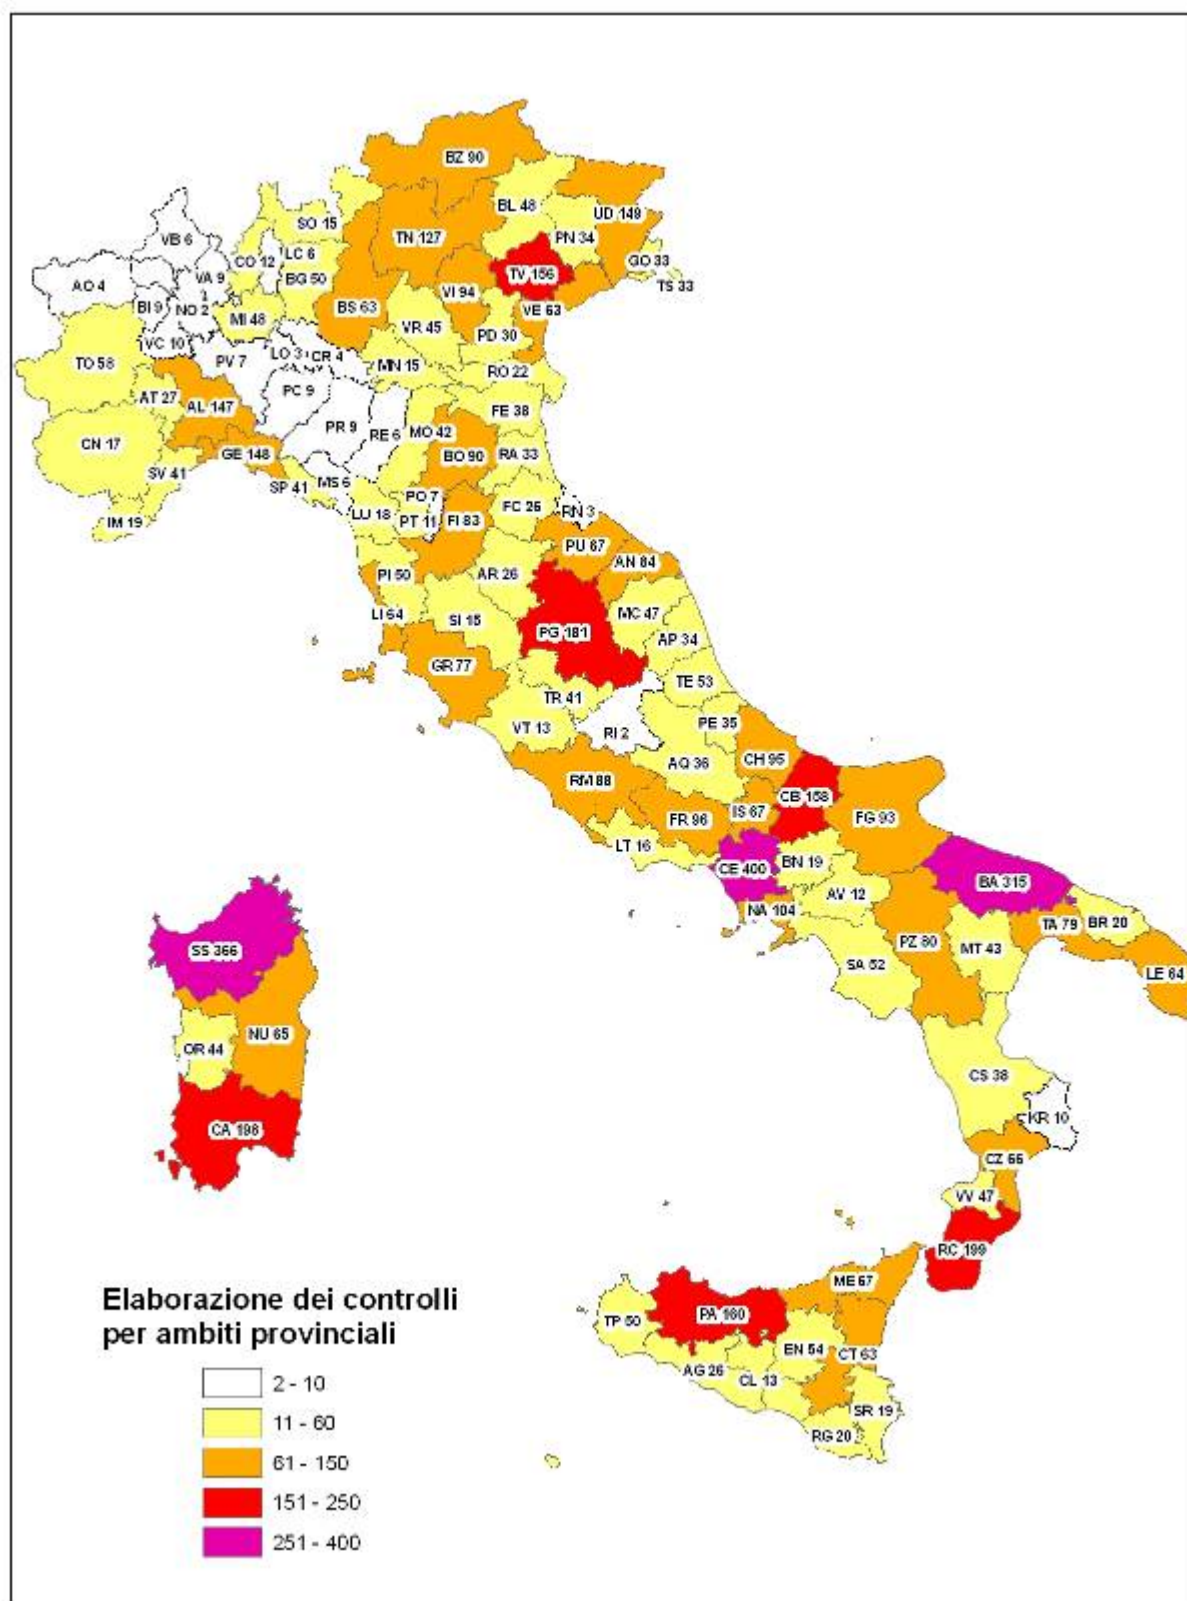 BZ 90
BL 48
UD 149
SO 15
PN 34
VB 6
TN 127
LC 6
CO 12
GO 33
VA 9
TV 156
BG 50
TS 33
AO 4
VI 94
BI 9
NO 2
BS 63
VE 63
MI 48
VR 45
PD 30
VC 10
LO 3
CR 4
TO 58
PV 7
MN 15
RO 22
PC 9
AT 27
AL 147
FE 38
PR 9
RE 6
MO 42
CN 17
GE 148
BO 90
RA 33
SV 41
MS 6
SP 41
PO 7
FC 26
RN 3
LU 18
PT 11
FI 83
IM 19
PU 67
AN 84
PI 50
AR 26
LI 64
SI 15
MC 47
PG 181
AP 34
GR 77
TE 53
TR 41
VT 13
RI 2
PE 35
AQ 36
CH 95
RM 88
CB 158
IS 67
FR 96
FG 93
LT 16
CE 400
BN 19
BA 315
AV 12
NA 104
TA 79
BR 20
SS 366
PZ 80
MT 43
SA 52
LE 64
NU 65
OR 44
CS 38
KR 10
CA 198
CZ 66
VV 47
RC 199
ME 67
Elaborazione dei controlli
per ambiti provinciali
PA 160
TP 50
EN 54
CT 63
AG 26
CL 13
2 - 10
SR 19
11 - 60
RG 20
61 - 150
151 - 250
251 - 400